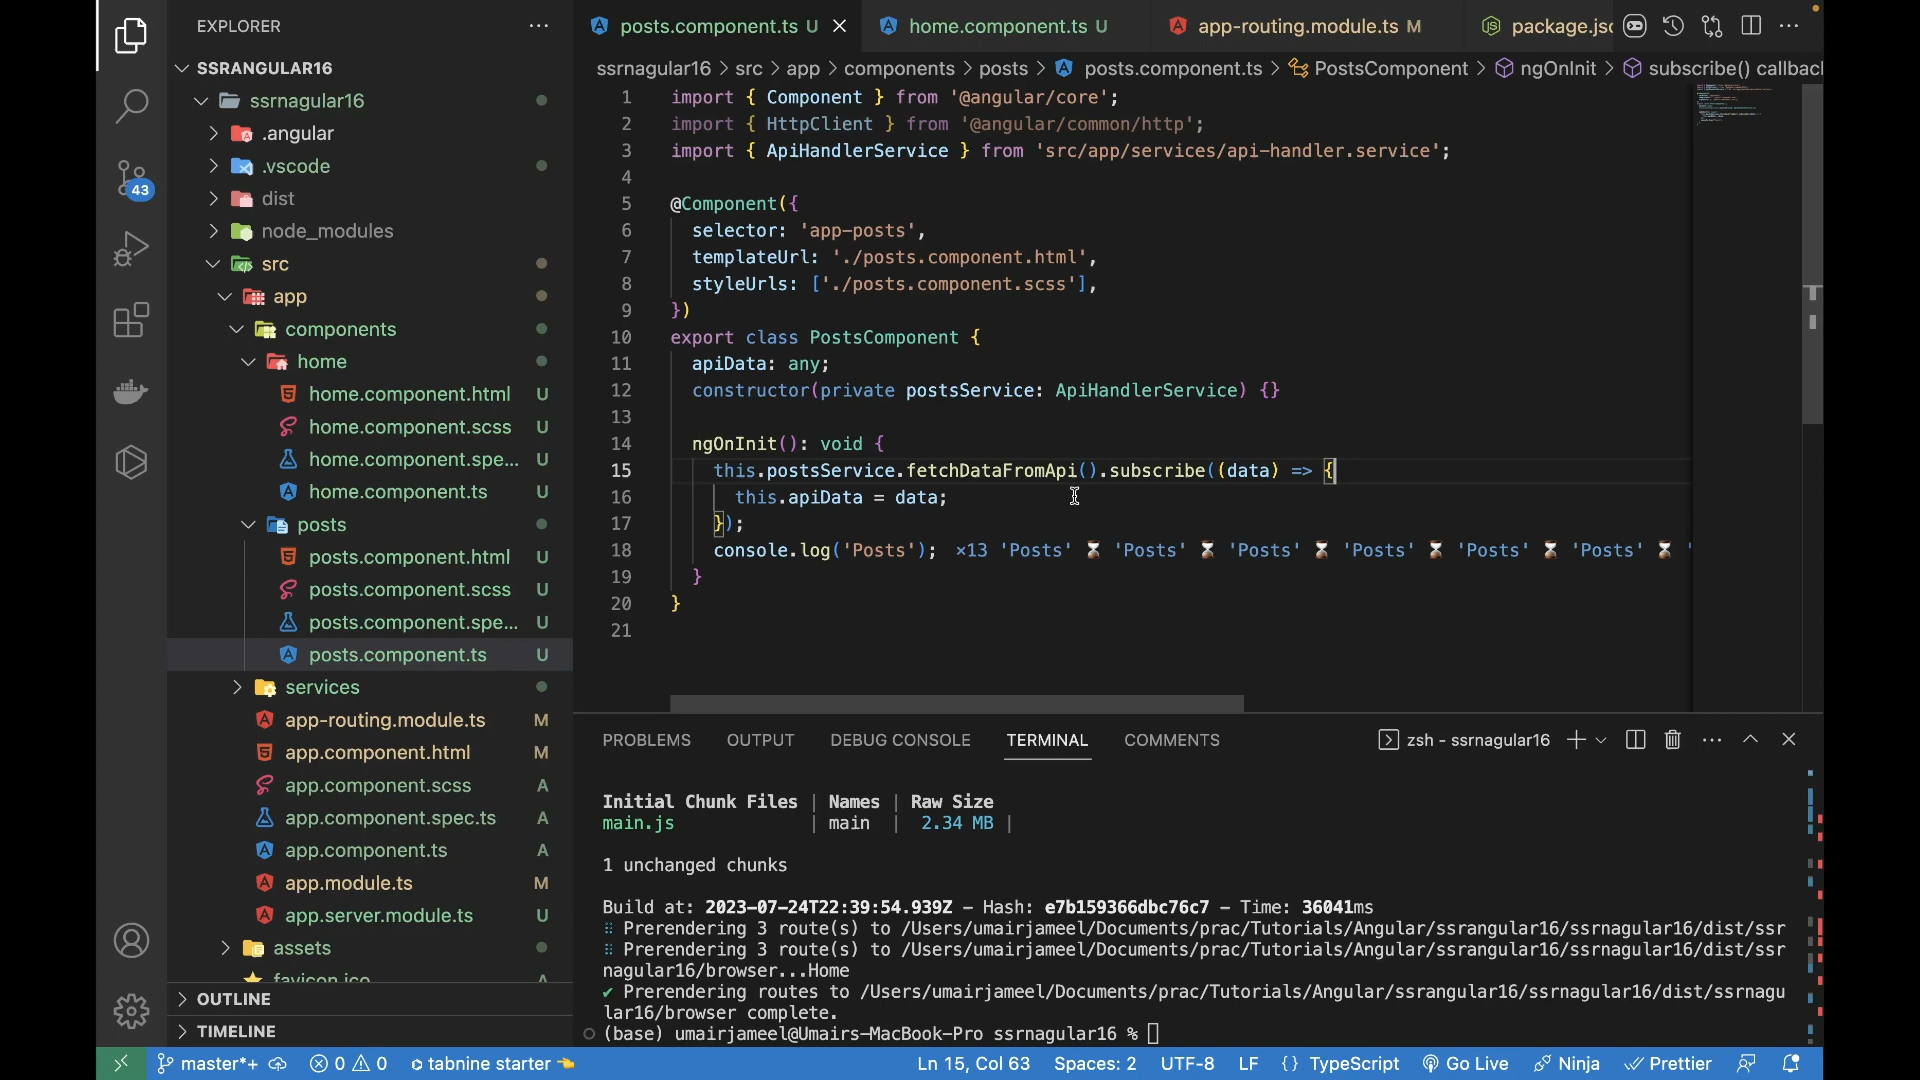 EXPLORER
SSRANGULAR16
ssrnagular16
.angular
.vscode
dist
node_modules
src
app
components
home
home.component.html U
home.component.scss U
home.component.spe... U
home.component.ts U
posts
posts.component.html U
posts.component.scss U
posts.component.spe... U
posts.component.ts U
services
app-routing.module.ts M
app.component.html M
app.component.scss A
app.component.spec.ts A
app.component.ts A
app.module.ts M
app.server.module.ts U
assets
favicon.ico A
OUTLINE
TIMELINE
43
posts.component.ts U
home.component.ts U
app-routing.module.ts M
package.jsc
ssrnagular16 > src > app > components > posts > posts.component.ts > PostsComponent > ngOnInit > subscribe() callbacl
1 import { Component } from '@angular/core';
2 import { HttpClient } from '@angular/common/http';
3 import { ApiHandlerService } from 'src/app/services/api-handler.service';
4
5 @Component({
6 selector: 'app-posts',
7 templateUrl: './posts.component.html',
8 styleUrls: ['./posts.component.scss'],
9 })
10 export class PostsComponent {
11 apiData: any;
12 constructor(private postsService: ApiHandlerService) {}
13
14 ngOnInit(): void {
15 this.postsService.fetchDataFromApi().subscribe((data) => {
16 this.apiData = data;
17 });
18 console.log('Posts'); ×13 'Posts' ⌛ 'Posts' ⌛ 'Posts' ⌛ 'Posts' ⌛ 'Posts' ⌛ 'Posts' ⌛ '
19 }
20 }
21
PROBLEMS OUTPUT DEBUG CONSOLE TERMINAL COMMENTS
zsh - ssrnagular16
Initial Chunk Files | Names | Raw Size
main.js | main | 2.34 MB |
1 unchanged chunks
Build at: 2023-07-24T22:39:54.939Z - Hash: e7b159366dbc76c7 - Time: 36041ms
⠿ Prerendering 3 route(s) to /Users/umairjameel/Documents/prac/Tutorials/Angular/ssrangular16/ssrnagular16/dist/ssr
⠿ Prerendering 3 route(s) to /Users/umairjameel/Documents/prac/Tutorials/Angular/ssrangular16/ssrnagular16/dist/ssr
nagular16/browser...Home
✔ Prerendering routes to /Users/umairjameel/Documents/prac/Tutorials/Angular/ssrangular16/ssrnagular16/dist/ssrnagu
lar16/browser complete.
(base) umairjameel@Umairs-MacBook-Pro ssrnagular16 %
master*+ 0 0 tabnine starter Ln 15, Col 63 Spaces: 2 UTF-8 LF {} TypeScript Go Live Ninja Prettier